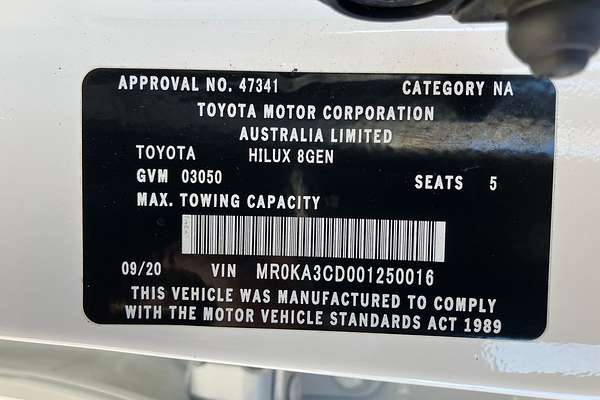 APPROVAL NO. 47341 CATEGORY NA
TOYOTA MOTOR CORPORATION
AUSTRALIA LIMITED
TOYOTA HILUX 8GEN
GVM 03050 SEATS 5
MAX. TOWING CAPACITY
09/20 VIN MR0KA3CD001250016
THIS VEHICLE WAS MANUFACTURED TO COMPLY
WITH THE MOTOR VEHICLE STANDARDS ACT 1989